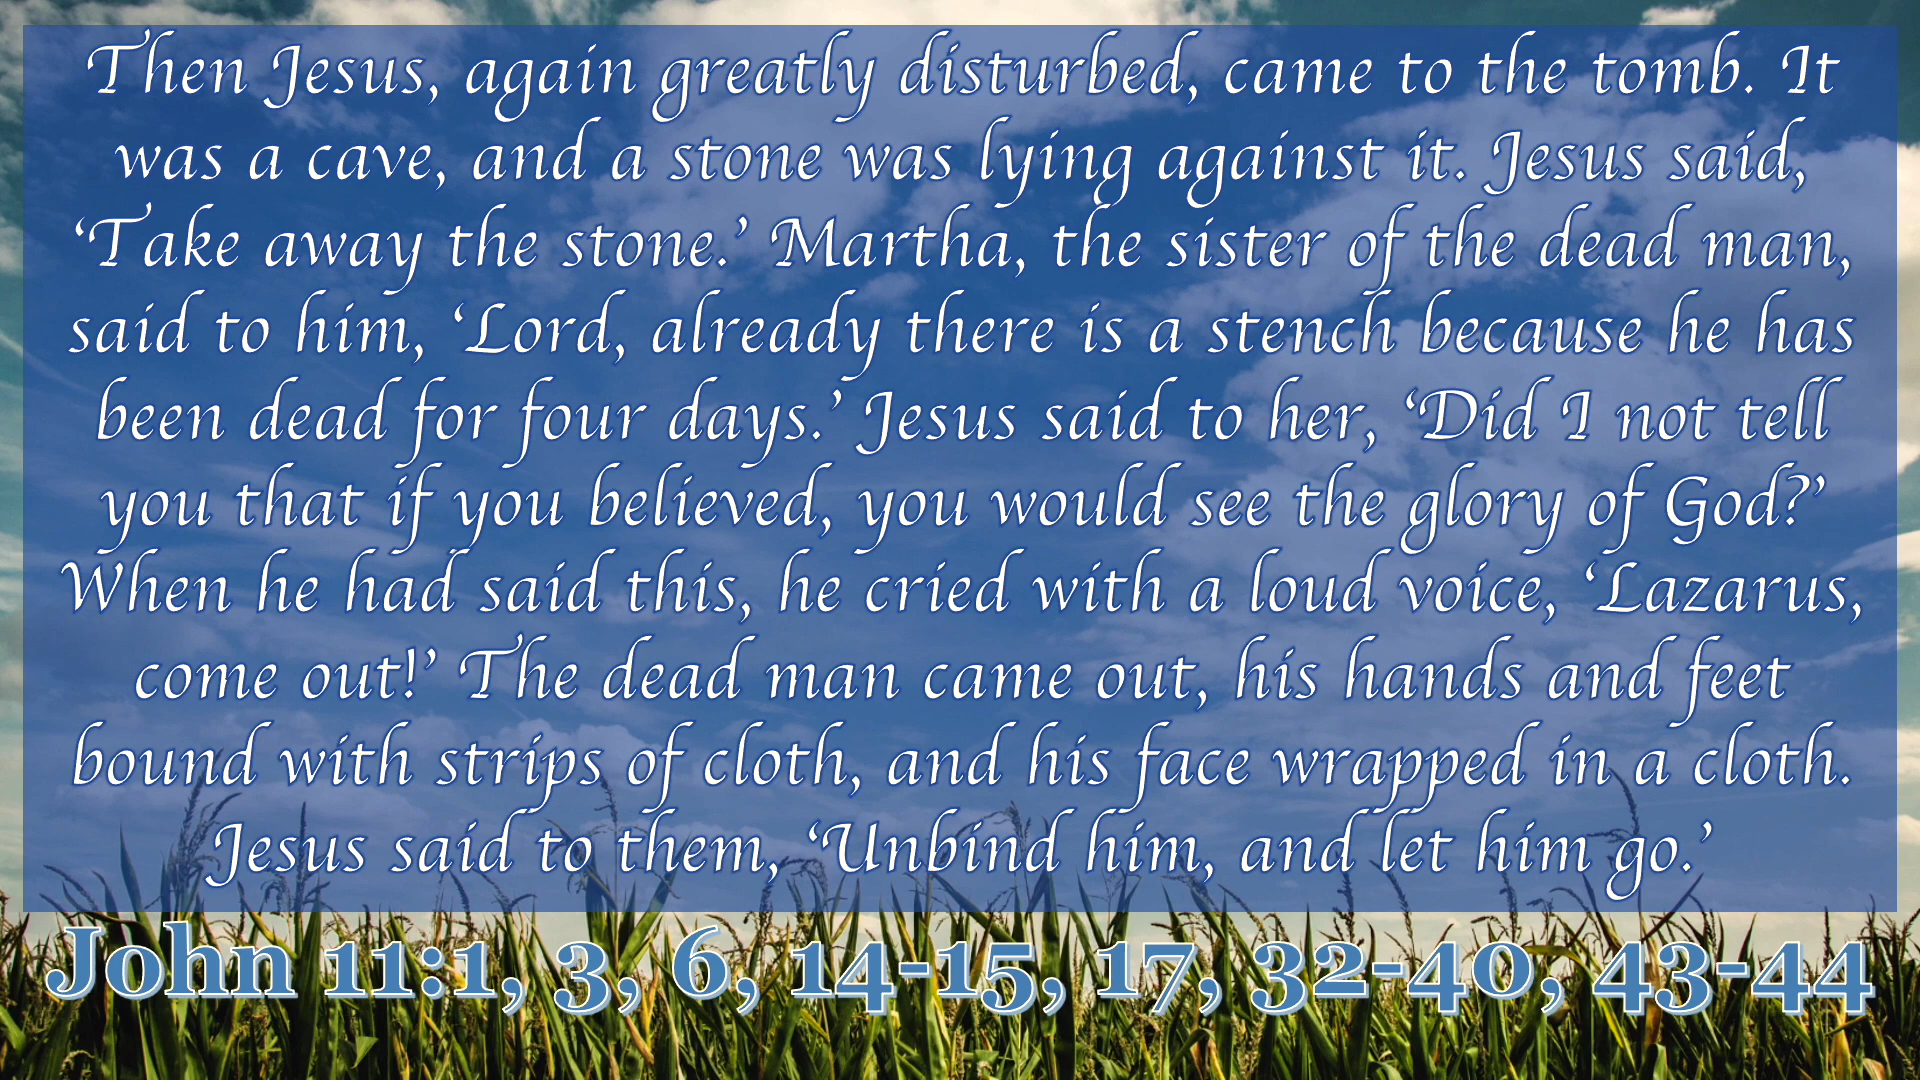 Then Jesus, again greatly disturbed, came to the tomb. It
was a cave, and a stone was lying against it. Jesus said,
‘Take away the stone.’ Martha, the sister of the dead man,
said to him, ‘Lord, already there is a stench because he has
been dead for four days.’ Jesus said to her, ‘Did I not tell
you that if you believed, you would see the glory of God?’
When he had said this, he cried with a loud voice, ‘Lazarus,
come out!’ The dead man came out, his hands and feet
bound with strips of cloth, and his face wrapped in a cloth.
Jesus said to them, ‘Unbind him, and let him go.’
John 11:1, 3, 6, 14-15, 17, 32-40, 43-44